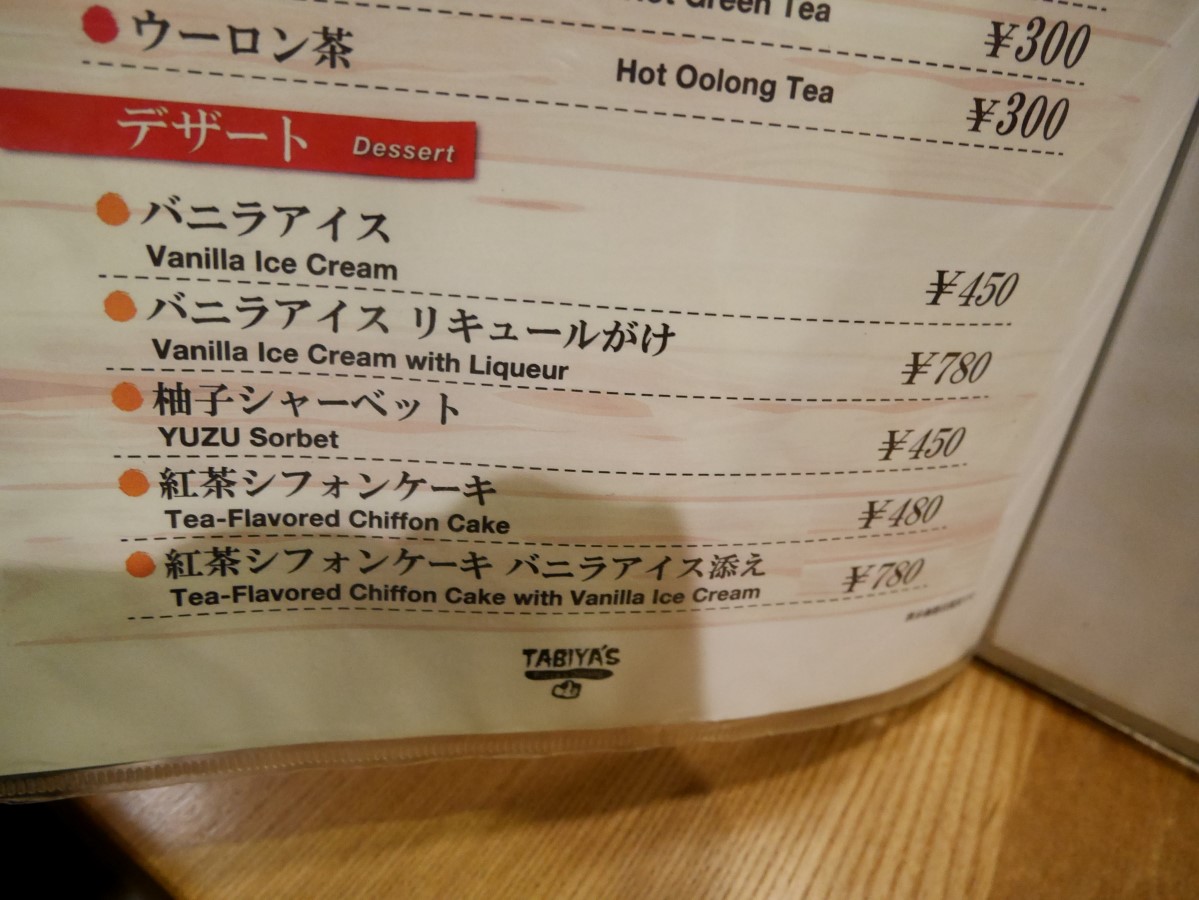 Green Tea ¥300
ウーロン茶 Hot Oolong Tea ¥300
デザート Dessert
バニラアイス
Vanilla Ice Cream ¥450
バニラアイス リキュールがけ
Vanilla Ice Cream with Liqueur ¥780
柚子シャーベット
YUZU Sorbet ¥450
紅茶シフォンケーキ
Tea-Flavored Chiffon Cake ¥480
紅茶シフォンケーキ バニラアイス添え
Tea-Flavored Chiffon Cake with Vanilla Ice Cream ¥780
TABIYA'S